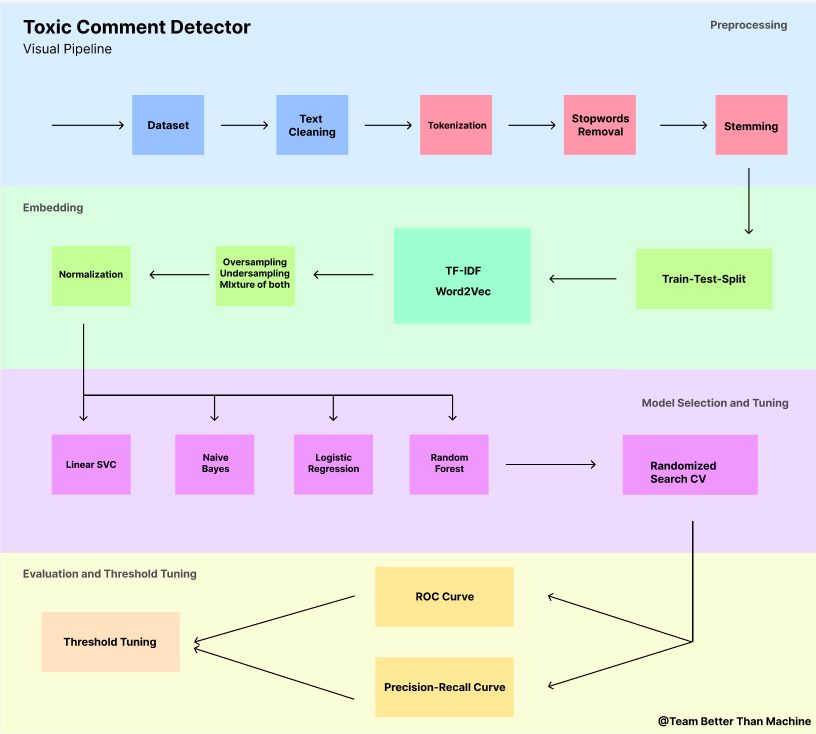 Toxic Comment Detector
Visual Pipeline
Preprocessing
Dataset
Text
Cleaning
Tokenization
Stopwords
Removal
Stemming
Embedding
Normalization
Oversampling
Undersampling
MIxture of both
TF-IDF
Word2Vec
Train-Test-Split
Model Selection and Tuning
Linear SVC
Naive
Bayes
Logistic
Regression
Random
Forest
Randomized
Search CV
Evaluation and Threshold Tuning
ROC Curve
Threshold Tuning
Precision-Recall Curve
@Team Better Than Machine